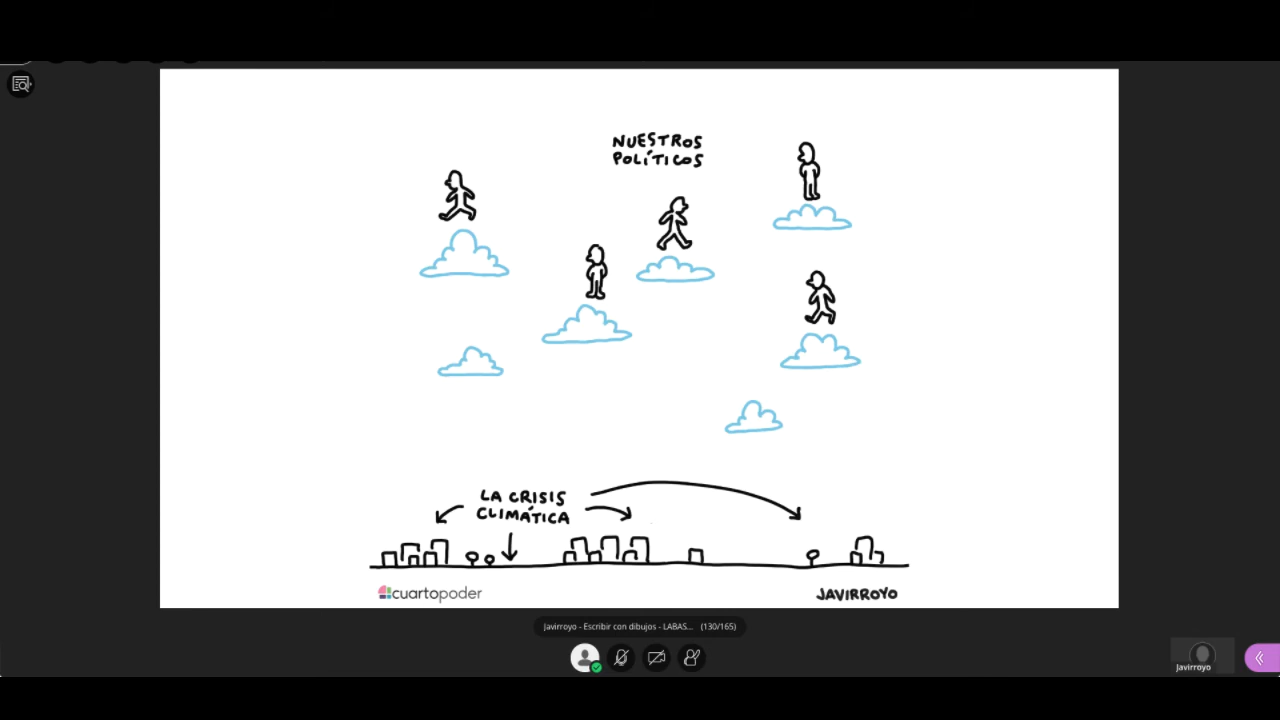 NUESTROS
POLÍTICOS
LA CRISIS
CLIMÁTICA
cuartopoder
JAVIRROYO
Javirroyo - Escribir con dibujos - LABAS... (130/165)
Javirroyo